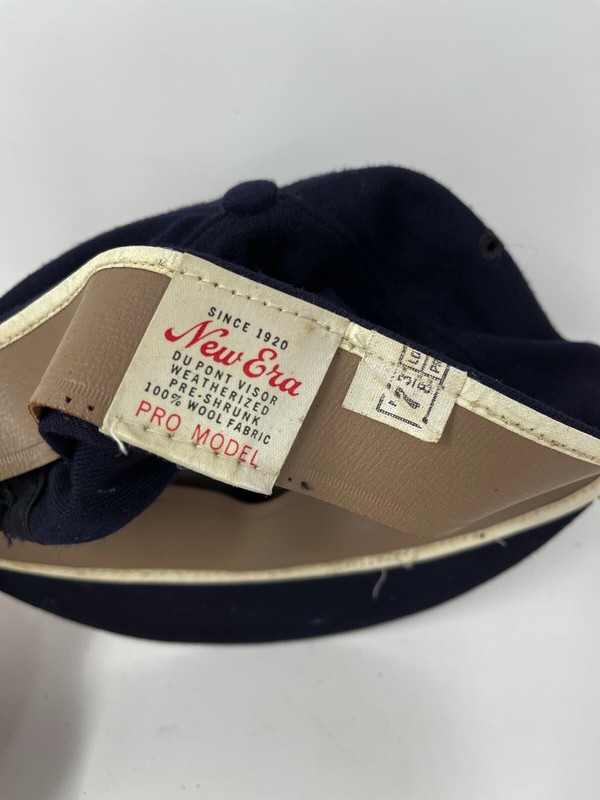 SINCE 1920
New Era
DU PONT VISOR
WEATHERIZED
PRE-SHRUNK
100% WOOL FABRIC
PRO MODEL